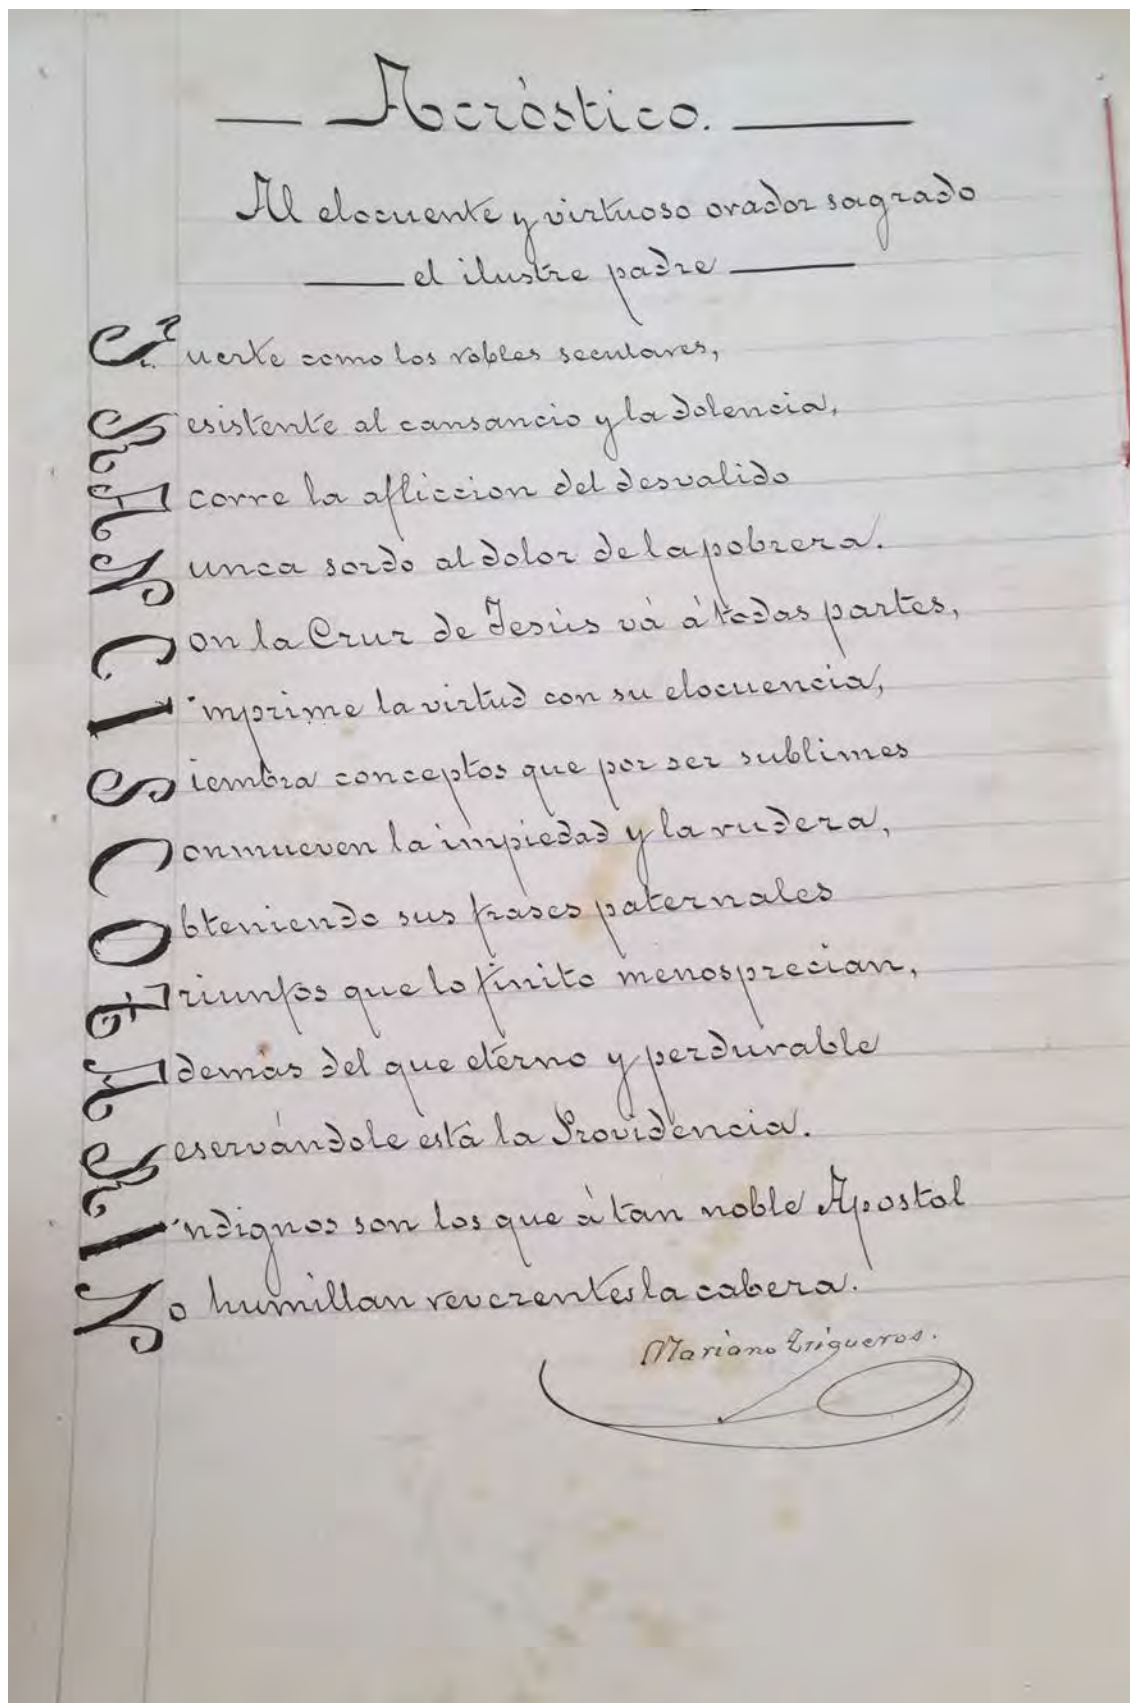 Acróstico.
Al elocuente y virtuoso orador sagrado
el ilustre padre
Fuerte como los robles seculares,
Resistente al cansancio y la dolencia,
Acorre la afliccion del desvalido
Nunca sordo al dolor de la pobreza.
Con la Cruz de Jesús vá á todas partes,
Imprime la virtud con su elocuencia,
Siembra conceptos que por ser sublimes
Conmueven la impiedad y la rudeza,
Obteniendo sus frases paternales
Triunfos que lo finito menosprecian,
Además del que eterno y perdurable
Reservándole está la Providencia.
Indignos son los que á tan noble Apostol
No humillan reverentes la cabeza.
Mariano Trigueros.